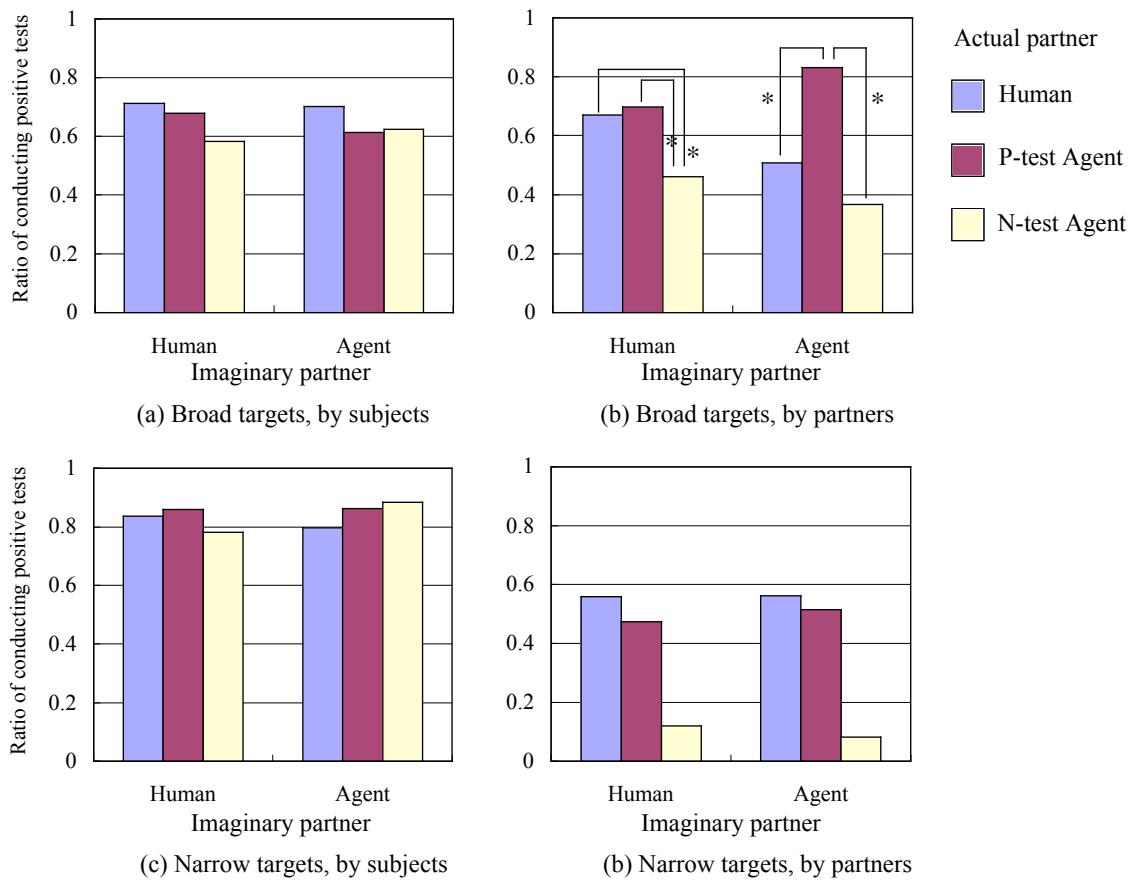 Ratio of conducting positive tests
1
0.8
0.6
0.4
0.2
0
Human
Agent
Imaginary partner
(a) Broad targets, by subjects
1
0.8
0.6
0.4
0.2
0
*
*
*
*
Human
Agent
Imaginary partner
(b) Broad targets, by partners
Actual partner
Human
P-test Agent
N-test Agent
Ratio of conducting positive tests
1
0.8
0.6
0.4
0.2
0
Human
Agent
Imaginary partner
(c) Narrow targets, by subjects
1
0.8
0.6
0.4
0.2
0
Human
Agent
Imaginary partner
(b) Narrow targets, by partners